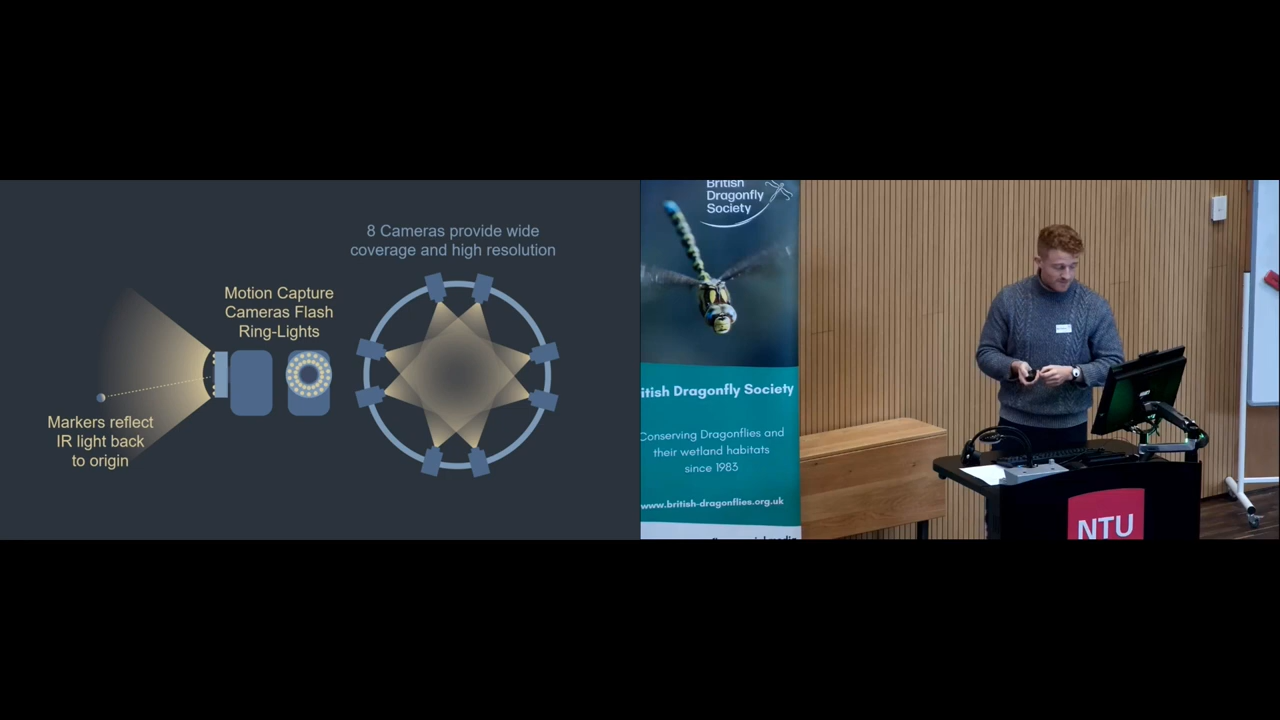 8 Cameras provide wide
coverage and high resolution
Motion Capture
Cameras Flash
Ring-Lights
Markers reflect
IR light back
to origin
British
Dragonfly
Society
itish Dragonfly Society
Conserving Dragonflies and
their wetland habitats
since 1983
www.british-dragonflies.org.uk
NTU